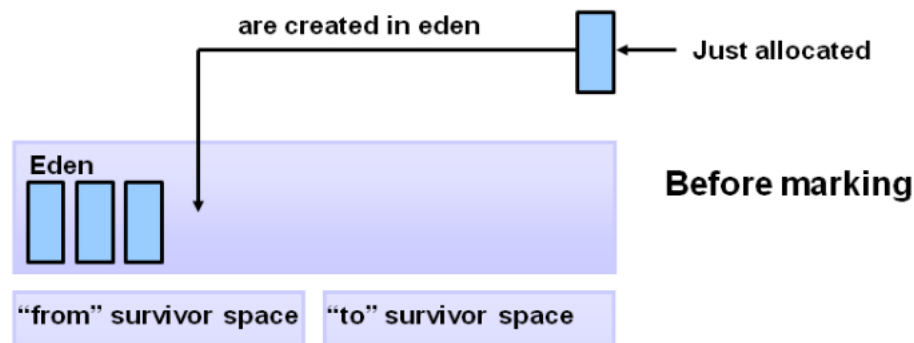 are created in eden
Just allocated
Eden
Before marking
“from” survivor space
“to” survivor space